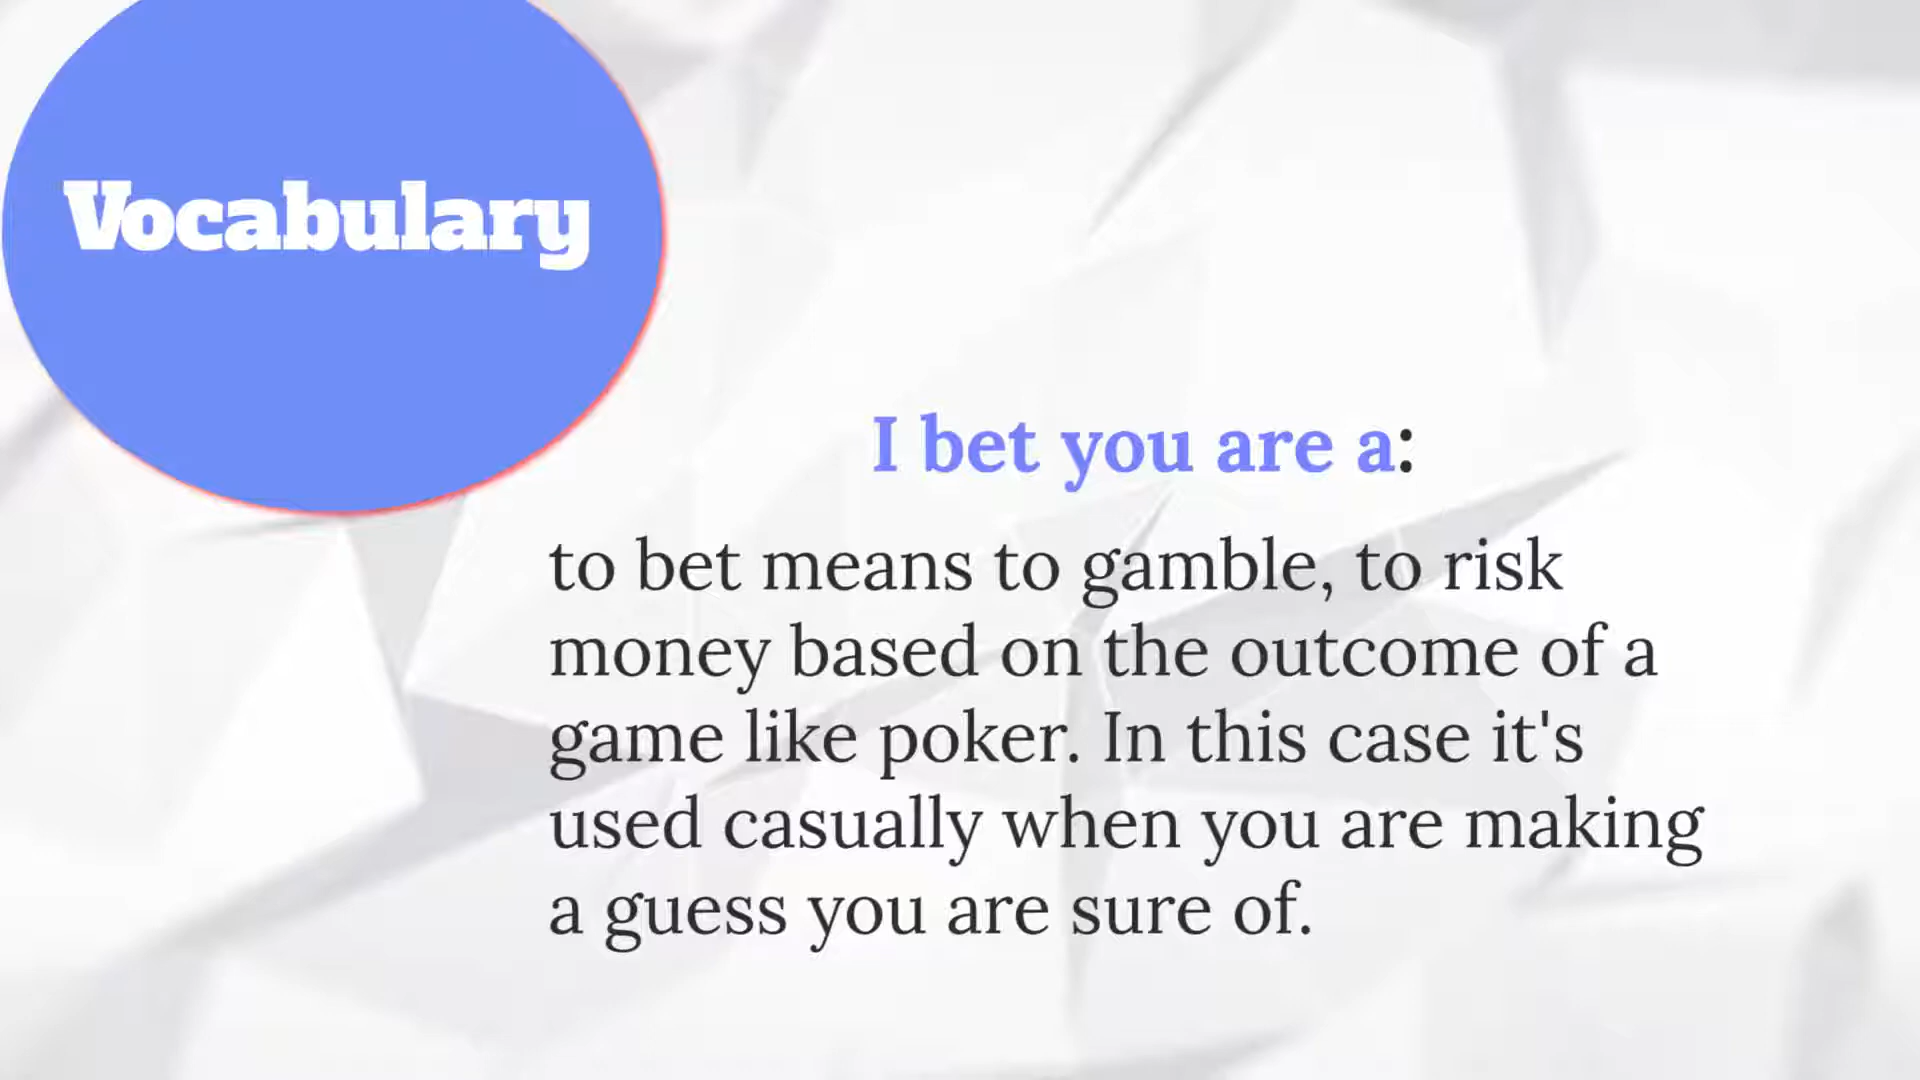 Vocabulary
I bet you are a:
to bet means to gamble, to risk
money based on the outcome of a
game like poker. In this case it's
used casually when you are making
a guess you are sure of.